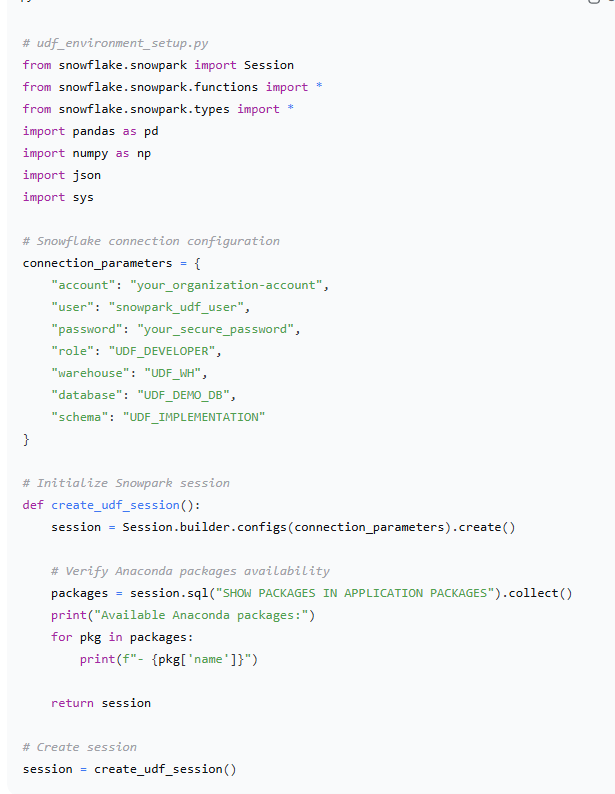 # udf_environment_setup.py
from snowflake.snowpark import Session
from snowflake.snowpark.functions import *
from snowflake.snowpark.types import *
import pandas as pd
import numpy as np
import json
import sys

# Snowflake connection configuration
connection_parameters = {
    "account": "your_organization-account",
    "user": "snowpark_udf_user",
    "password": "your_secure_password",
    "role": "UDF_DEVELOPER",
    "warehouse": "UDF_WH",
    "database": "UDF_DEMO_DB",
    "schema": "UDF_IMPLEMENTATION"
}

# Initialize Snowpark session
def create_udf_session():
    session = Session.builder.configs(connection_parameters).create()

    # Verify Anaconda packages availability
    packages = session.sql("SHOW PACKAGES IN APPLICATION PACKAGES").collect()
    print("Available Anaconda packages:")
    for pkg in packages:
        print(f"- {pkg['name']}")

    return session

# Create session
session = create_udf_session()